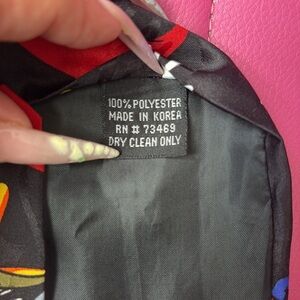 100% POLYESTER
MADE IN KOREA
RN # 73469
DRY CLEAN ONLY